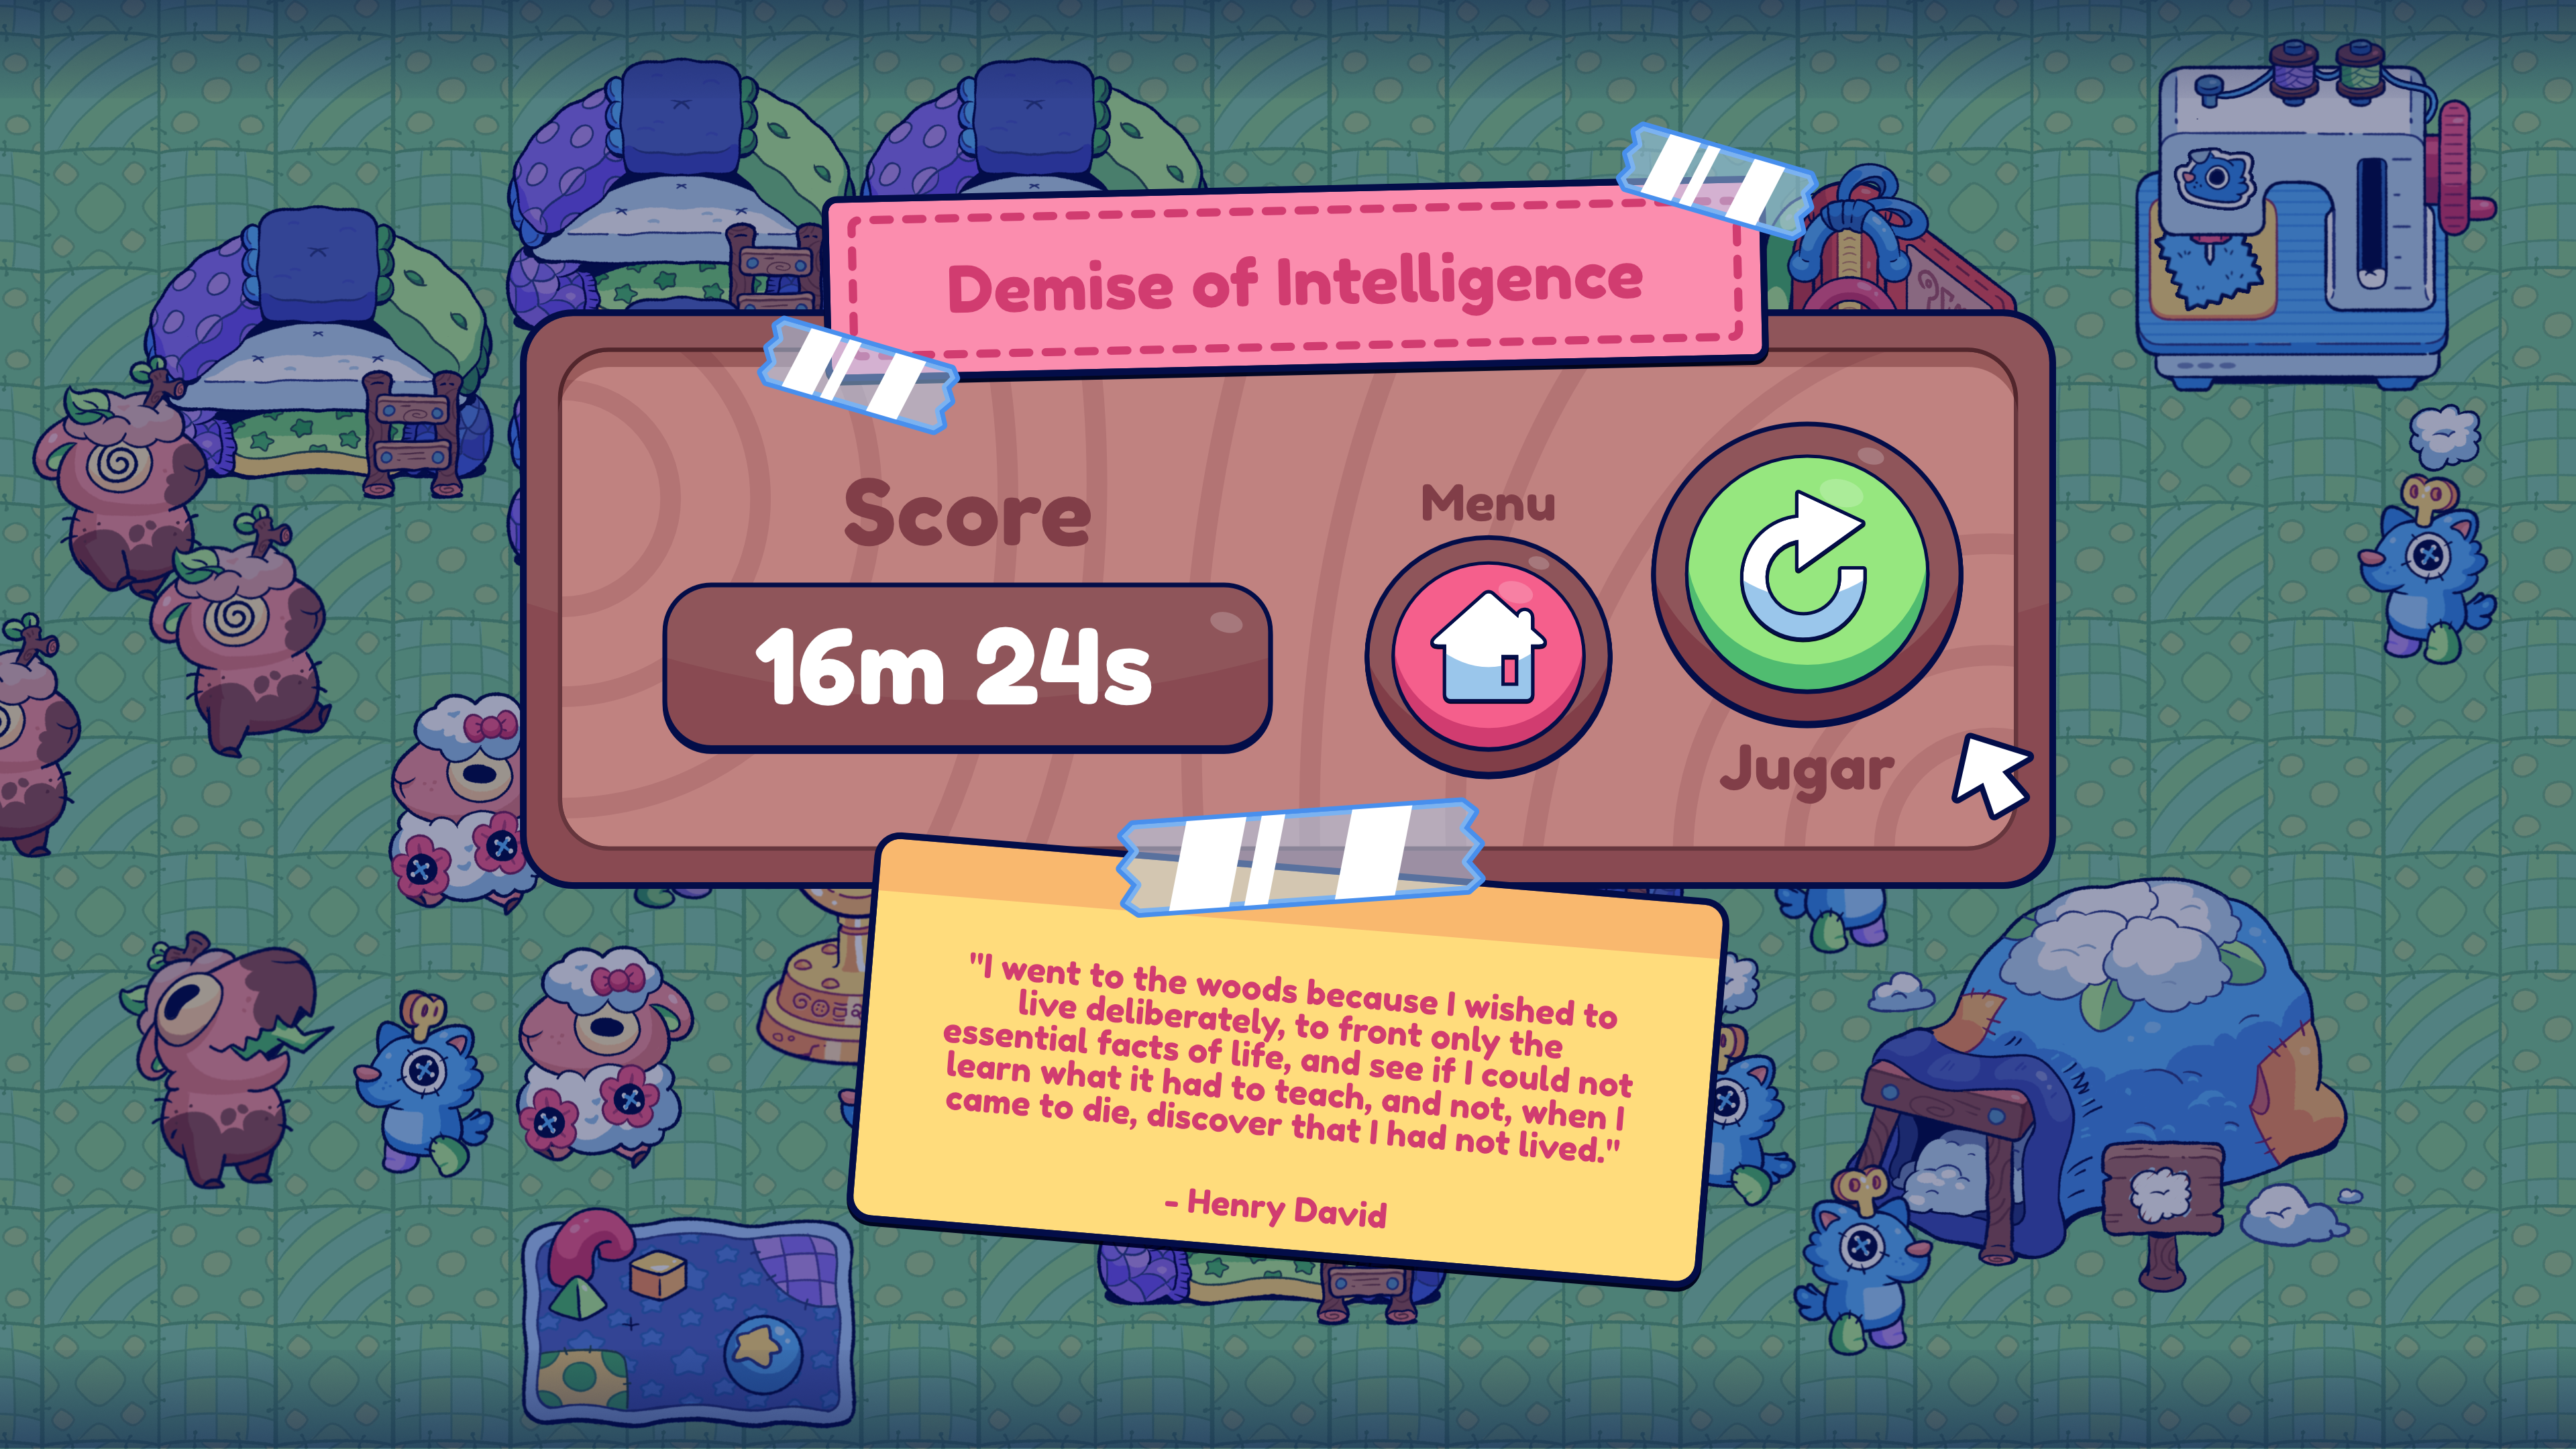 Demise of Intelligence
Score
Menu
16m 24s
Jugar
"I went to the woods because I wished to
live deliberately, to front only the
essential facts of life, and see if I could not
learn what it had to teach, and not, when I
came to die, discover that I had not lived."
- Henry David